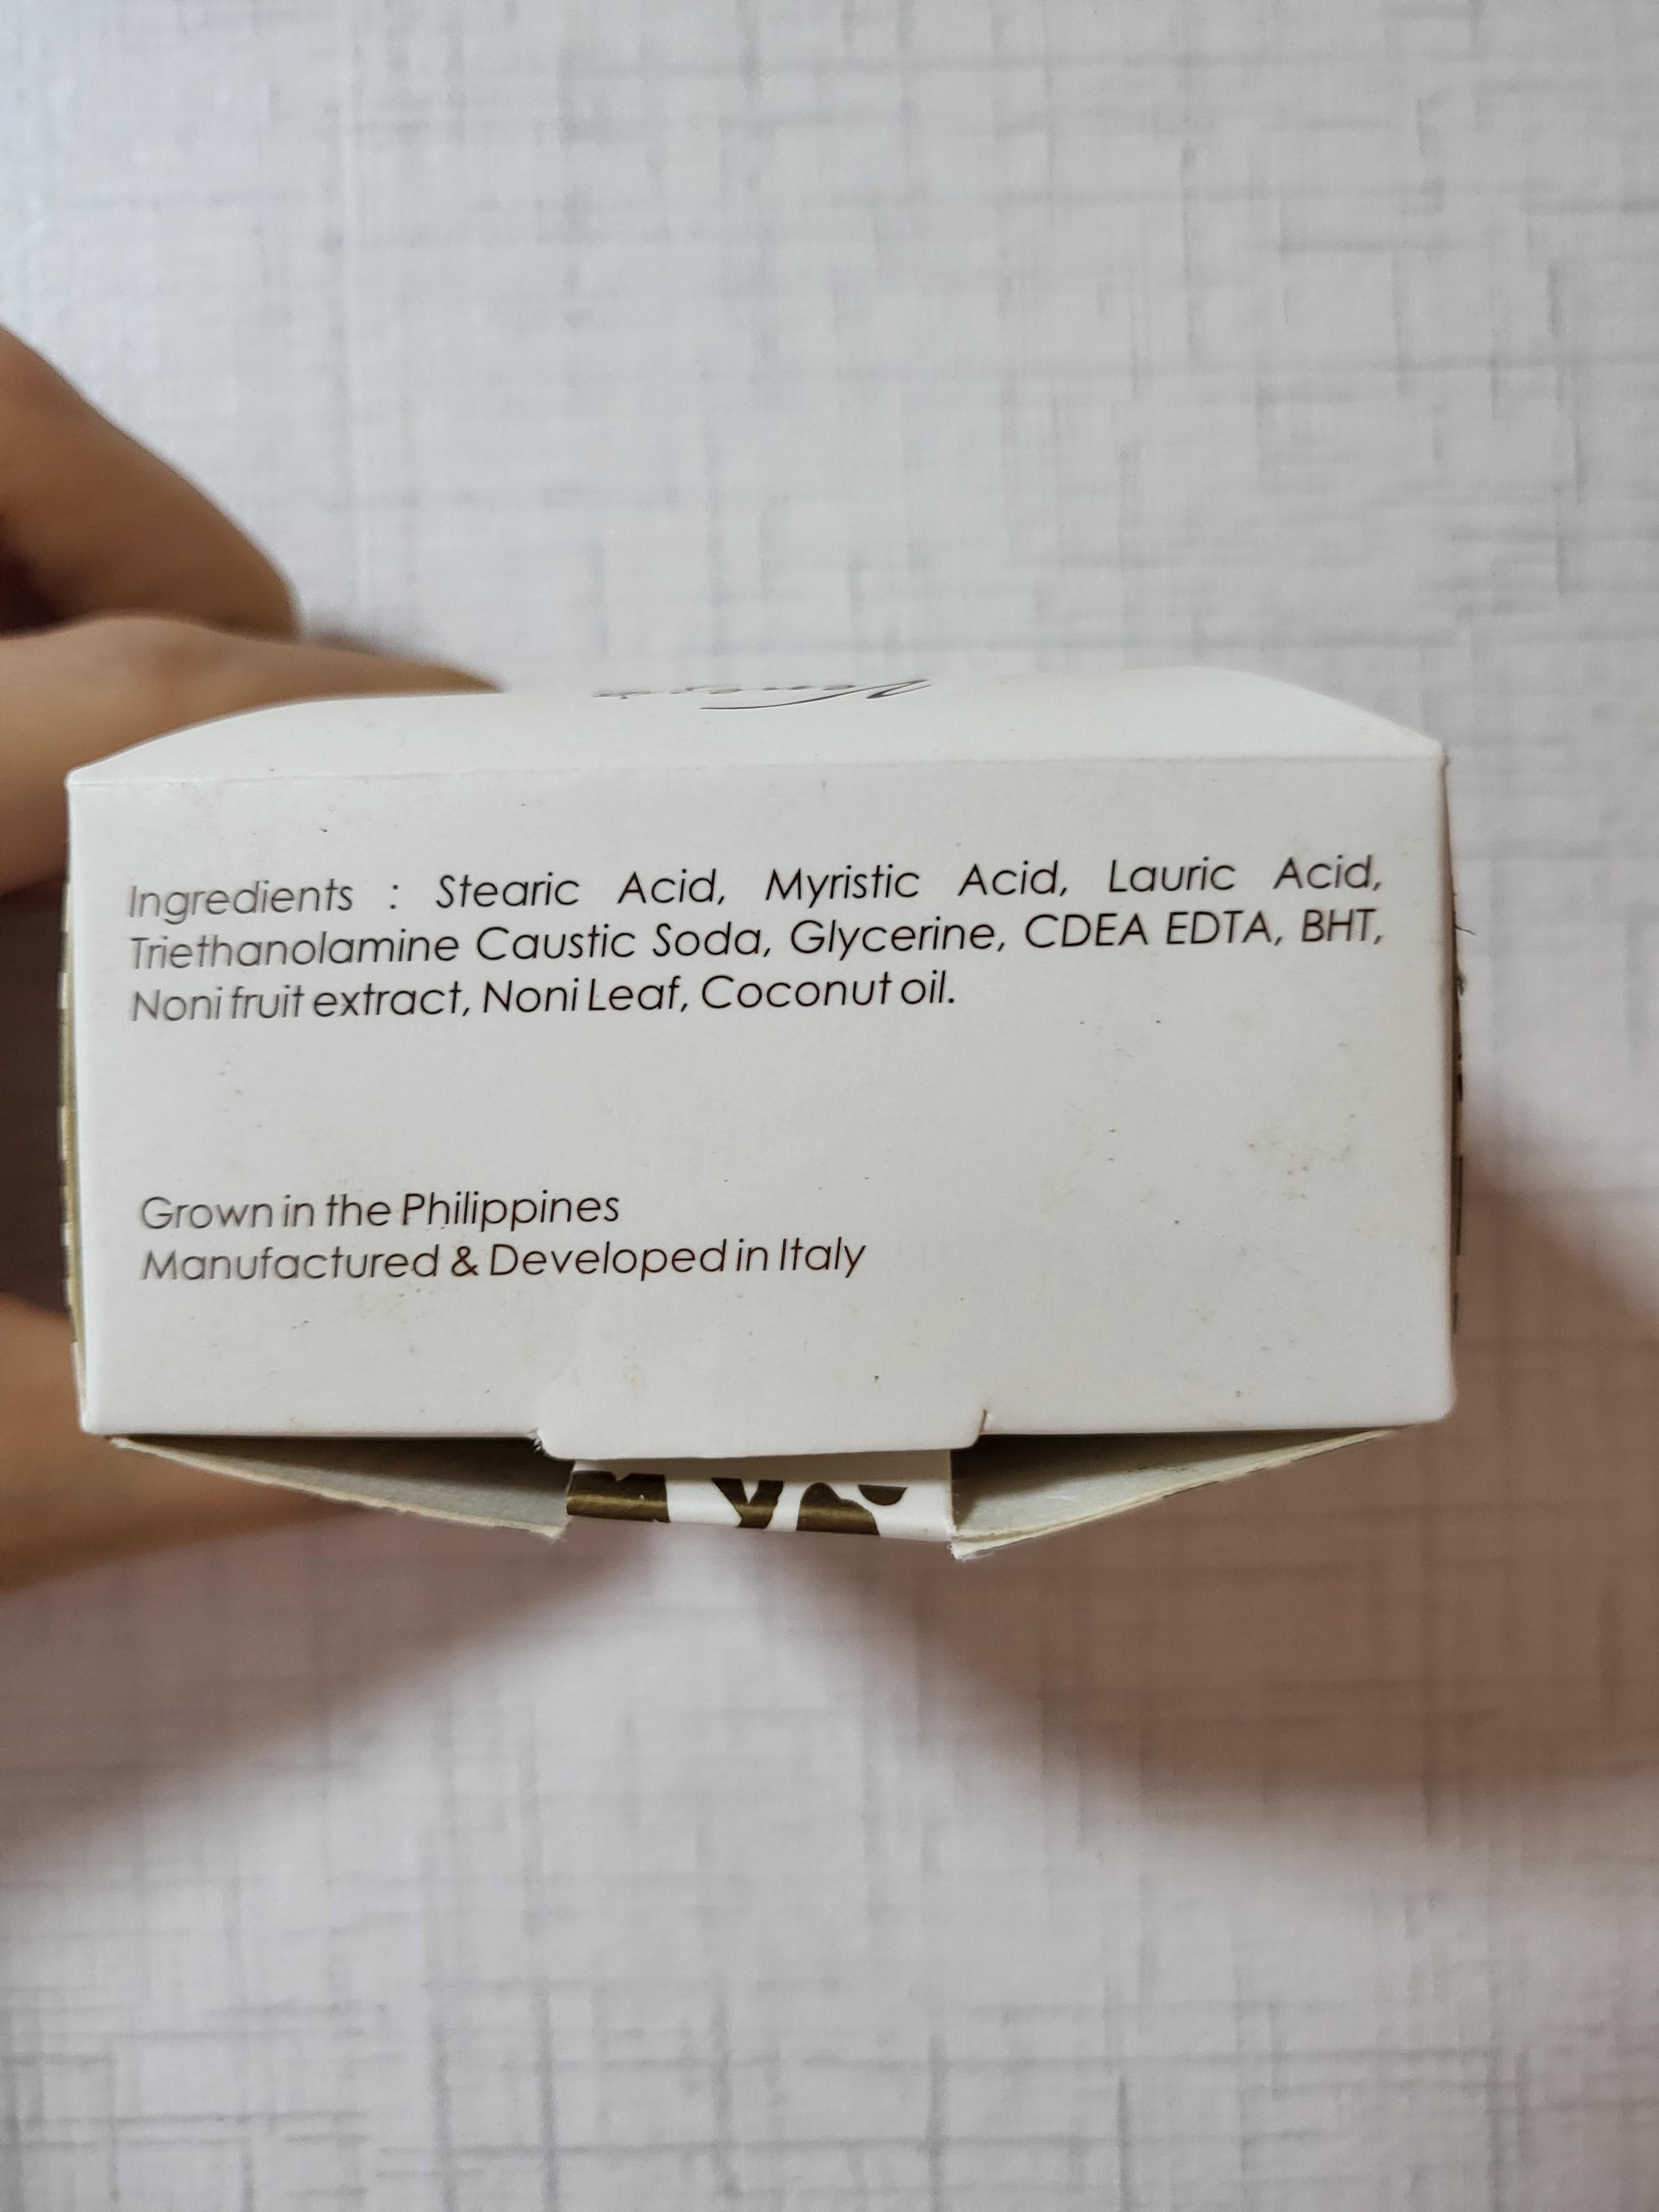 Ingredients : Stearic Acid, Myristic Acid, Lauric Acid,
Triethanolamine Caustic Soda, Glycerine, CDEA EDTA, BHT,
Noni fruit extract, Noni Leaf, Coconut oil.
Grown in the Philippines
Manufactured & Developed in Italy